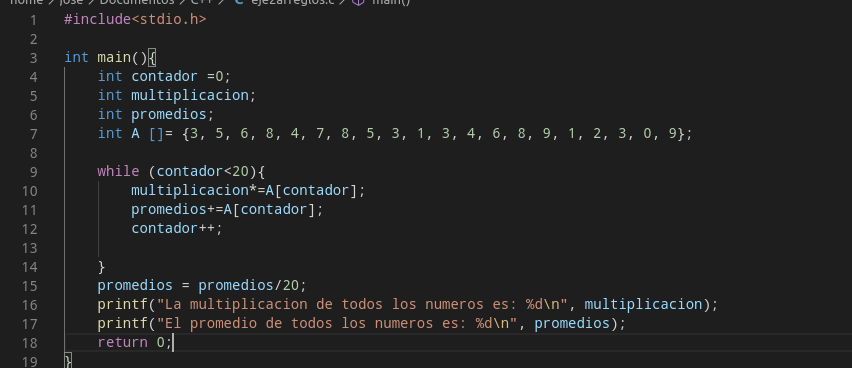 home > jose > Documentos > C++ > C ejezarreglos.c > main()
1 #include<stdio.h>
2
3 int main(){
4 int contador =0;
5 int multiplicacion;
6 int promedios;
7 int A []= {3, 5, 6, 8, 4, 7, 8, 5, 3, 1, 3, 4, 6, 8, 9, 1, 2, 3, 0, 9};
8
9 while (contador<20){
10 multiplicacion*=A[contador];
11 promedios+=A[contador];
12 contador++;
13
14 }
15 promedios = promedios/20;
16 printf("La multiplicacion de todos los numeros es: %d\n", multiplicacion);
17 printf("El promedio de todos los numeros es: %d\n", promedios);
18 return 0;
19 }